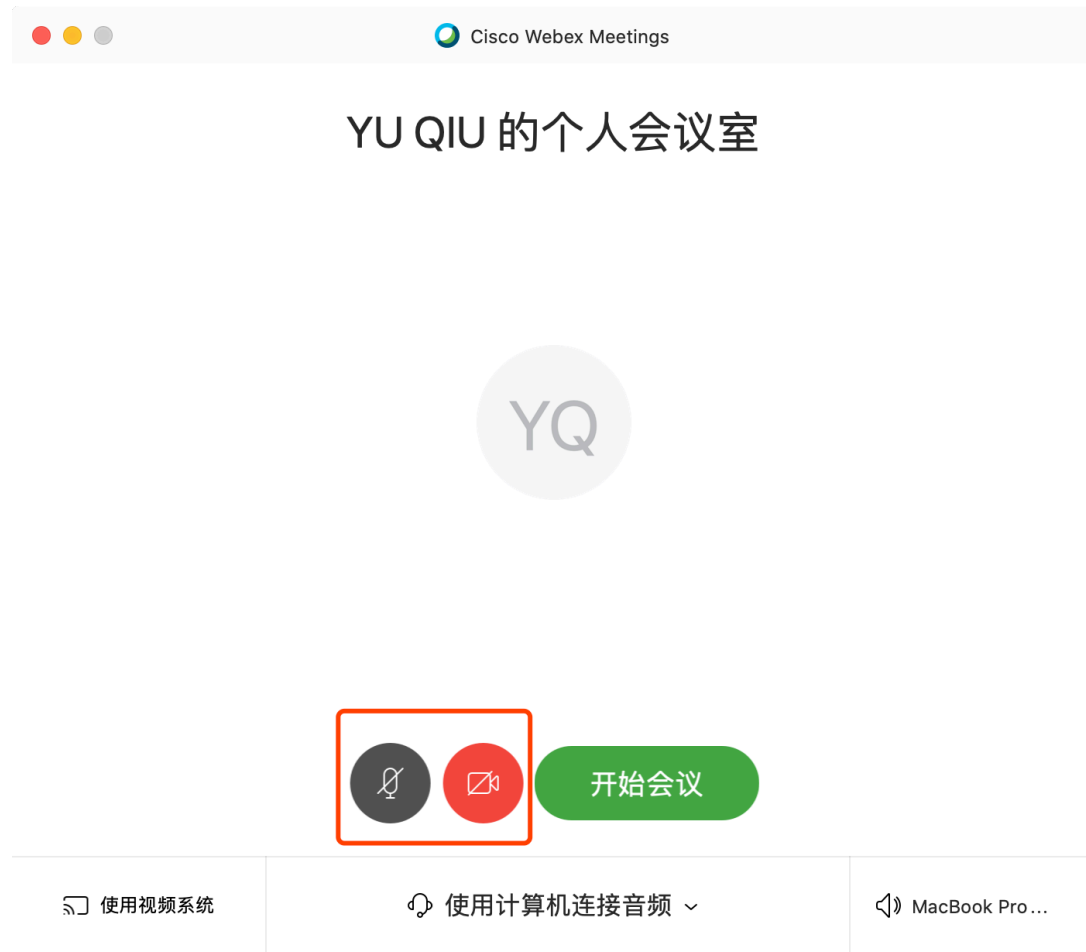 Cisco Webex Meetings
YU QIU 的个人会议室
YQ
开始会议
使用视频系统
使用计算机连接音频
MacBook Pro...